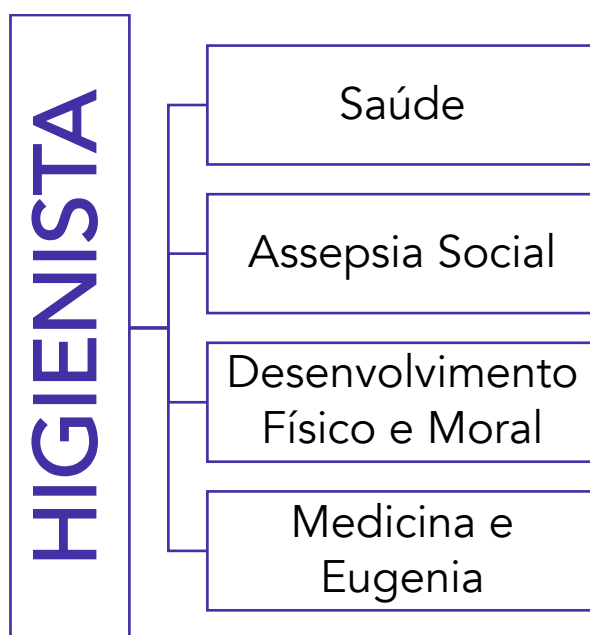 HIGIENISTA
Saúde
Assepsia Social
Desenvolvimento
Físico e Moral
Medicina e
Eugenia